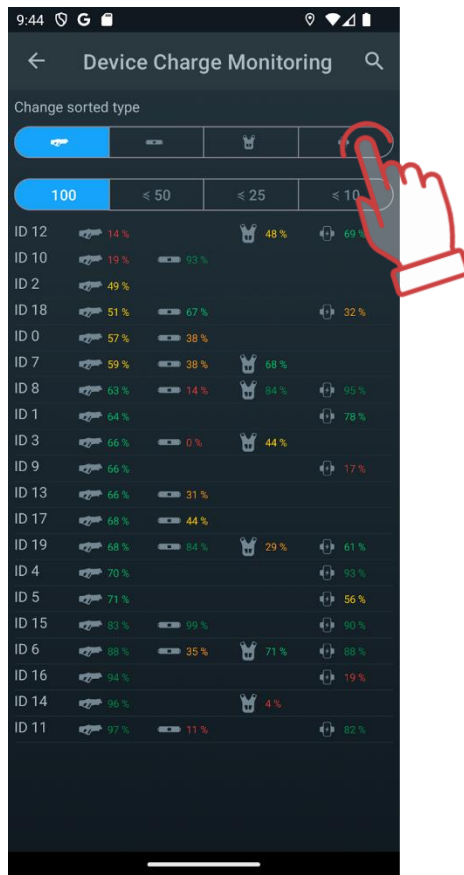 9:44 G
Device Charge Monitoring
Change sorted type
100 ≤ 50 ≤ 25 ≤ 10
ID 12 14 % 48 % 69 %
ID 10 19 % 93 %
ID 2 49 %
ID 18 51 % 67 % 32 %
ID 0 57 % 38 %
ID 7 59 % 38 % 68 %
ID 8 63 % 14 % 84 % 95 %
ID 1 64 % 78 %
ID 3 66 % 0 % 44 %
ID 9 66 % 17 %
ID 13 66 % 31 %
ID 17 68 % 44 %
ID 19 68 % 84 % 29 % 61 %
ID 4 70 % 93 %
ID 5 71 % 56 %
ID 15 83 % 99 % 90 %
ID 6 88 % 35 % 71 % 88 %
ID 16 94 % 19 %
ID 14 96 % 4 %
ID 11 97 % 11 % 82 %